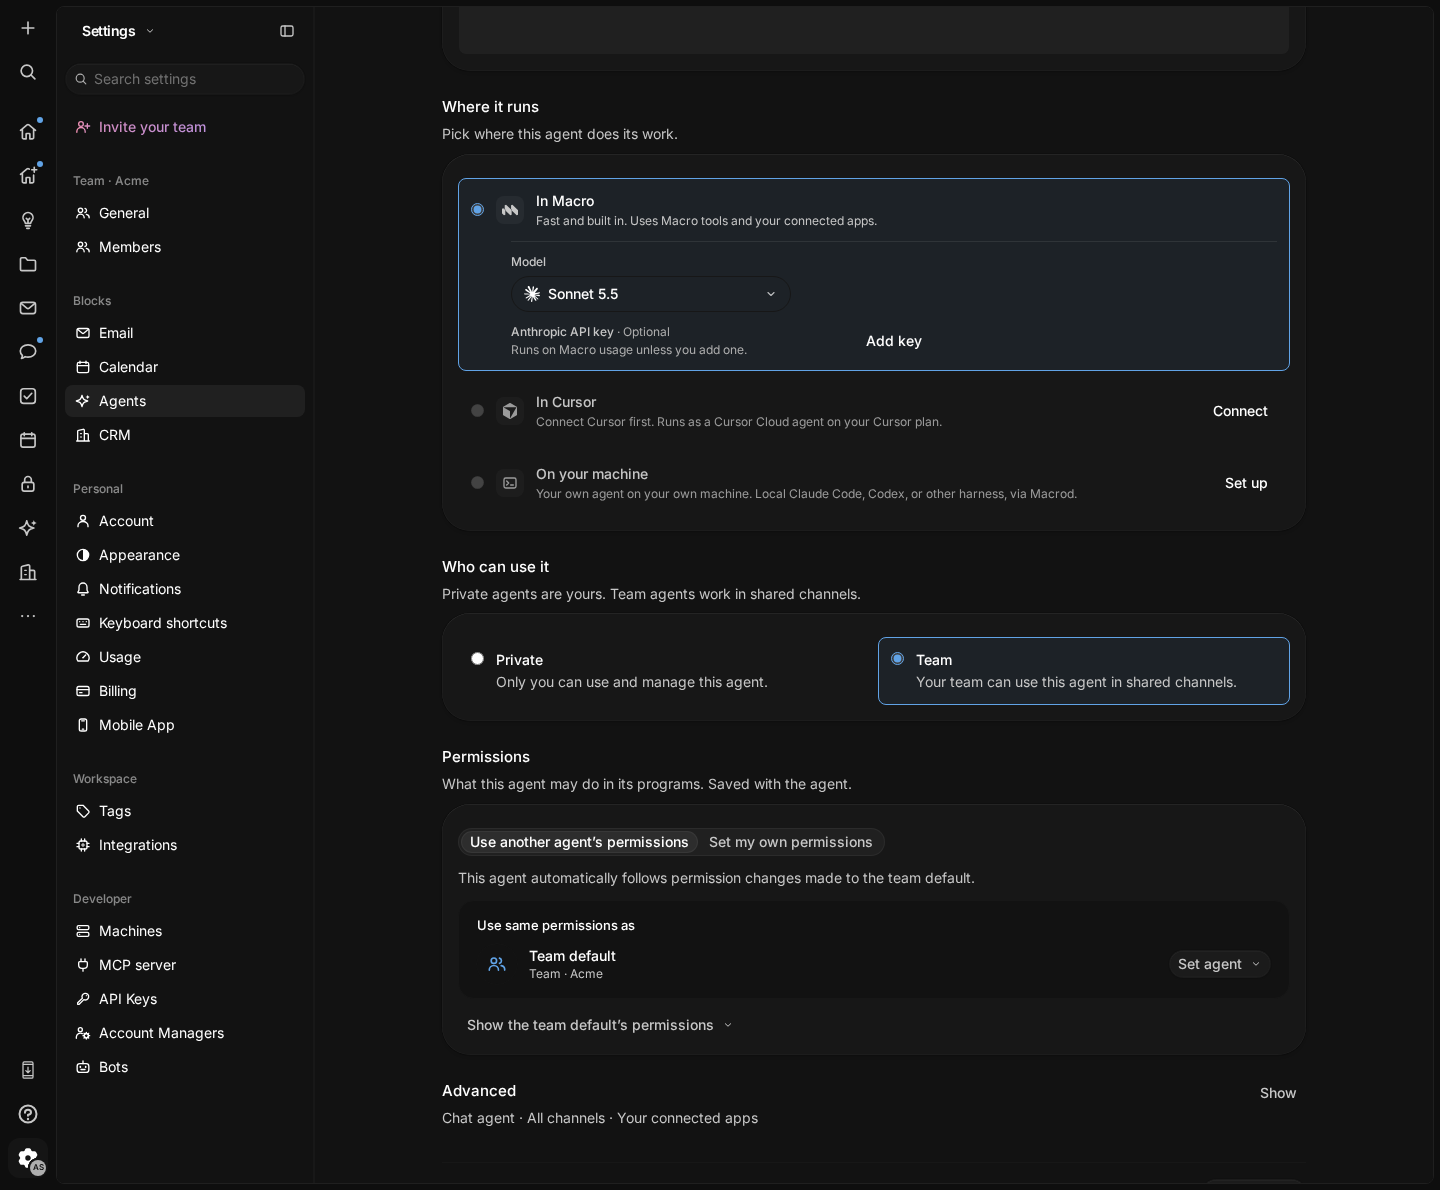 Settings
Search settings
Invite your team
Team · Acme
General
Members
Blocks
Email
Calendar
Agents
CRM
Personal
Account
Appearance
Notifications
Keyboard shortcuts
Usage
Billing
Mobile App
Workspace
Tags
Integrations
Developer
Machines
MCP server
API Keys
Account Managers
Bots
AS
Where it runs
Pick where this agent does its work.
In Macro
Fast and built in. Uses Macro tools and your connected apps.
Model
Sonnet 5.5
Anthropic API key · Optional
Runs on Macro usage unless you add one.
Add key
In Cursor
Connect Cursor first. Runs as a Cursor Cloud agent on your Cursor plan.
Connect
On your machine
Your own agent on your own machine. Local Claude Code, Codex, or other harness, via Macrod.
Set up
Who can use it
Private agents are yours. Team agents work in shared channels.
Private
Only you can use and manage this agent.
Team
Your team can use this agent in shared channels.
Permissions
What this agent may do in its programs. Saved with the agent.
Use another agent’s permissions
Set my own permissions
This agent automatically follows permission changes made to the team default.
Use same permissions as
Team default
Team · Acme
Set agent
Show the team default’s permissions
Advanced
Show
Chat agent · All channels · Your connected apps